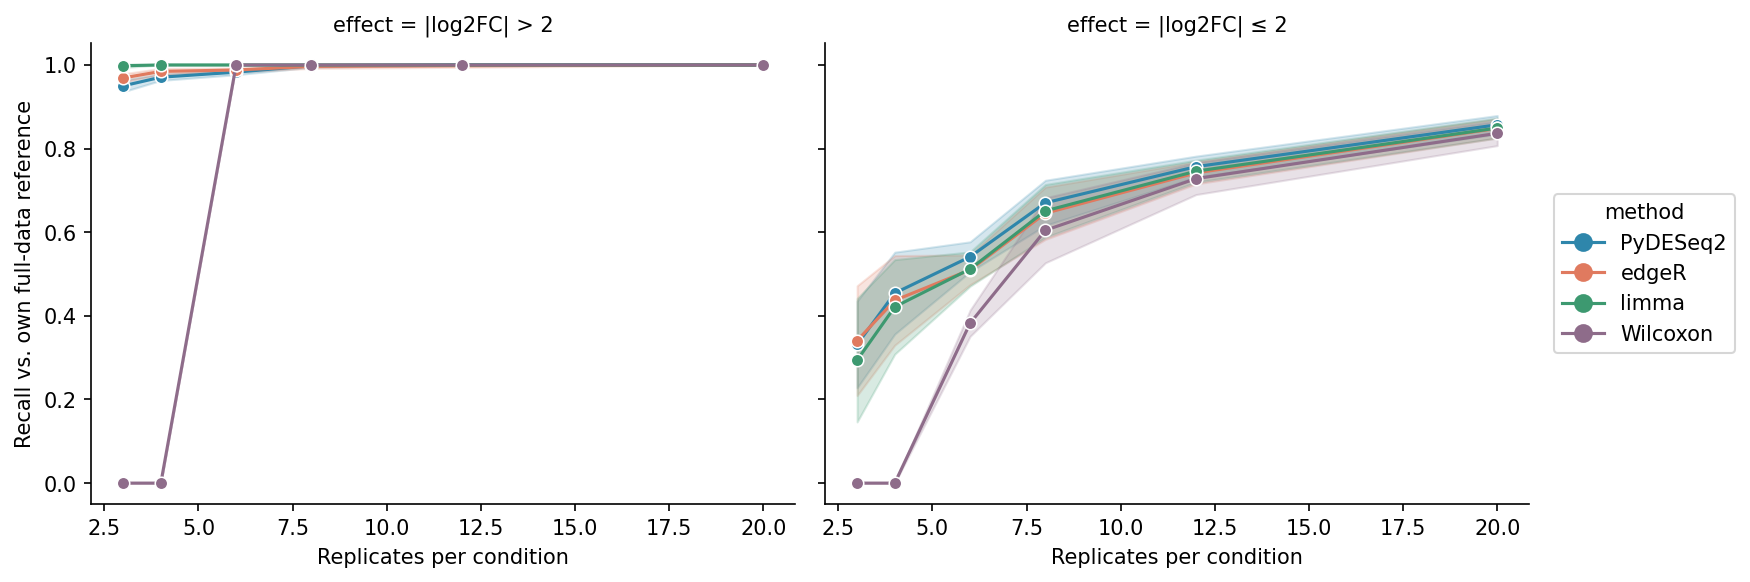 effect = |log2FC| > 2
effect = |log2FC| ≤ 2
Recall vs. own full-data reference
1.0
0.8
0.6
0.4
0.2
0.0
2.5 5.0 7.5 10.0 12.5 15.0 17.5 20.0
2.5 5.0 7.5 10.0 12.5 15.0 17.5 20.0
Replicates per condition
Replicates per condition
method
PyDESeq2
edgeR
limma
Wilcoxon